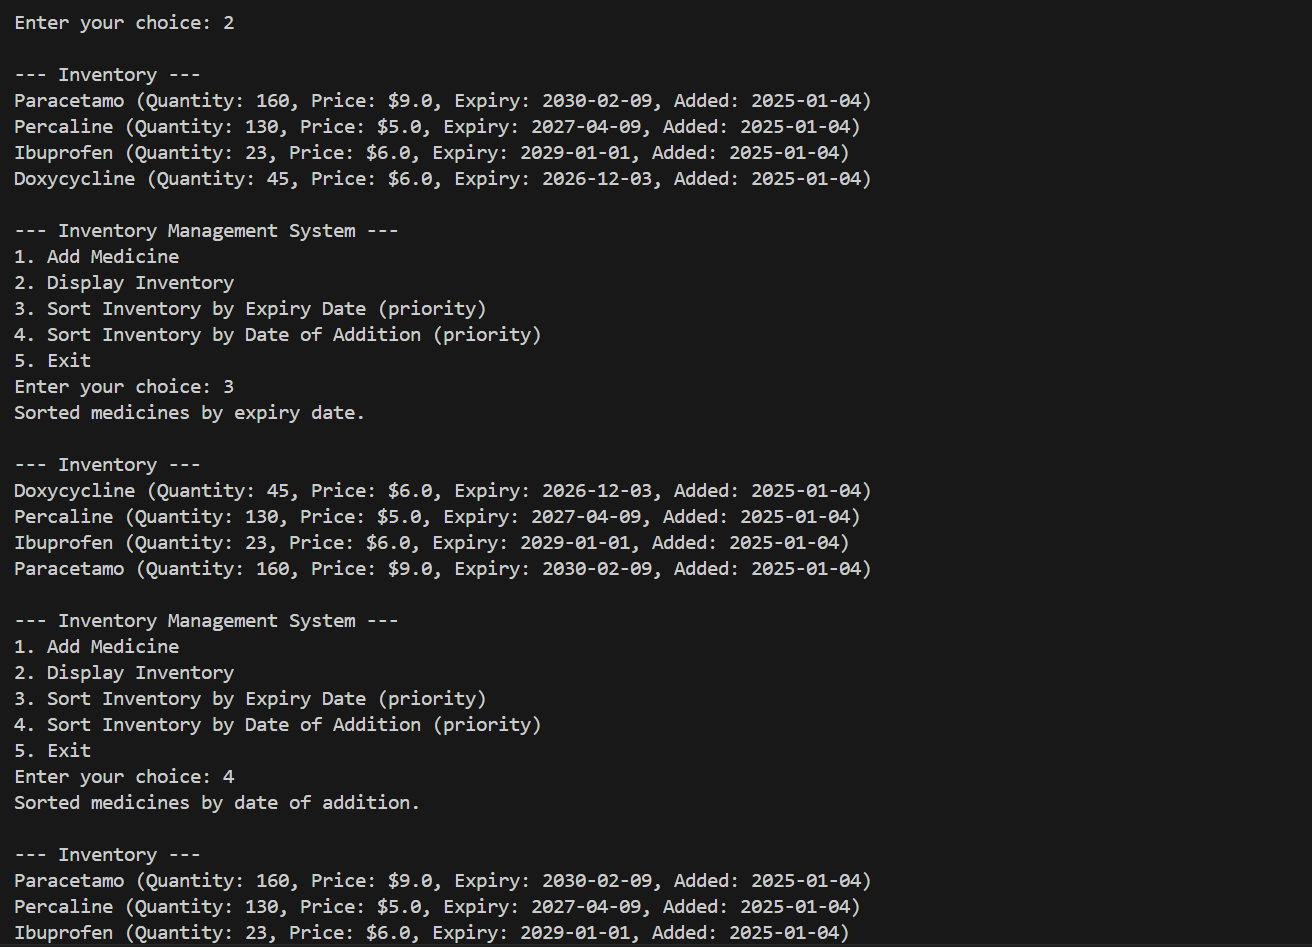 Enter your choice: 2
--- Inventory ---
Paracetamo (Quantity: 160, Price: $9.0, Expiry: 2030-02-09, Added: 2025-01-04)
Percaline (Quantity: 130, Price: $5.0, Expiry: 2027-04-09, Added: 2025-01-04)
Ibuprofen (Quantity: 23, Price: $6.0, Expiry: 2029-01-01, Added: 2025-01-04)
Doxycycline (Quantity: 45, Price: $6.0, Expiry: 2026-12-03, Added: 2025-01-04)
--- Inventory Management System ---
1. Add Medicine
2. Display Inventory
3. Sort Inventory by Expiry Date (priority)
4. Sort Inventory by Date of Addition (priority)
5. Exit
Enter your choice: 3
Sorted medicines by expiry date.
--- Inventory ---
Doxycycline (Quantity: 45, Price: $6.0, Expiry: 2026-12-03, Added: 2025-01-04)
Percaline (Quantity: 130, Price: $5.0, Expiry: 2027-04-09, Added: 2025-01-04)
Ibuprofen (Quantity: 23, Price: $6.0, Expiry: 2029-01-01, Added: 2025-01-04)
Paracetamo (Quantity: 160, Price: $9.0, Expiry: 2030-02-09, Added: 2025-01-04)
--- Inventory Management System ---
1. Add Medicine
2. Display Inventory
3. Sort Inventory by Expiry Date (priority)
4. Sort Inventory by Date of Addition (priority)
5. Exit
Enter your choice: 4
Sorted medicines by date of addition.
--- Inventory ---
Paracetamo (Quantity: 160, Price: $9.0, Expiry: 2030-02-09, Added: 2025-01-04)
Percaline (Quantity: 130, Price: $5.0, Expiry: 2027-04-09, Added: 2025-01-04)
Ibuprofen (Quantity: 23, Price: $6.0, Expiry: 2029-01-01, Added: 2025-01-04)